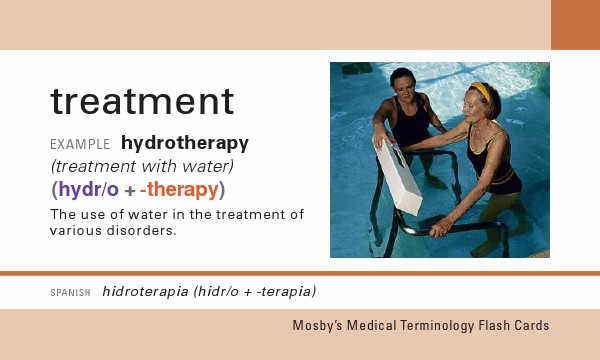 treatment
EXAMPLE hydrotherapy
(treatment with water)
(hydr/o + -therapy)
The use of water in the treatment of
various disorders.
SPANISH hidroterapia (hidr/o + -terapia)
Mosby's Medical Terminology Flash Cards